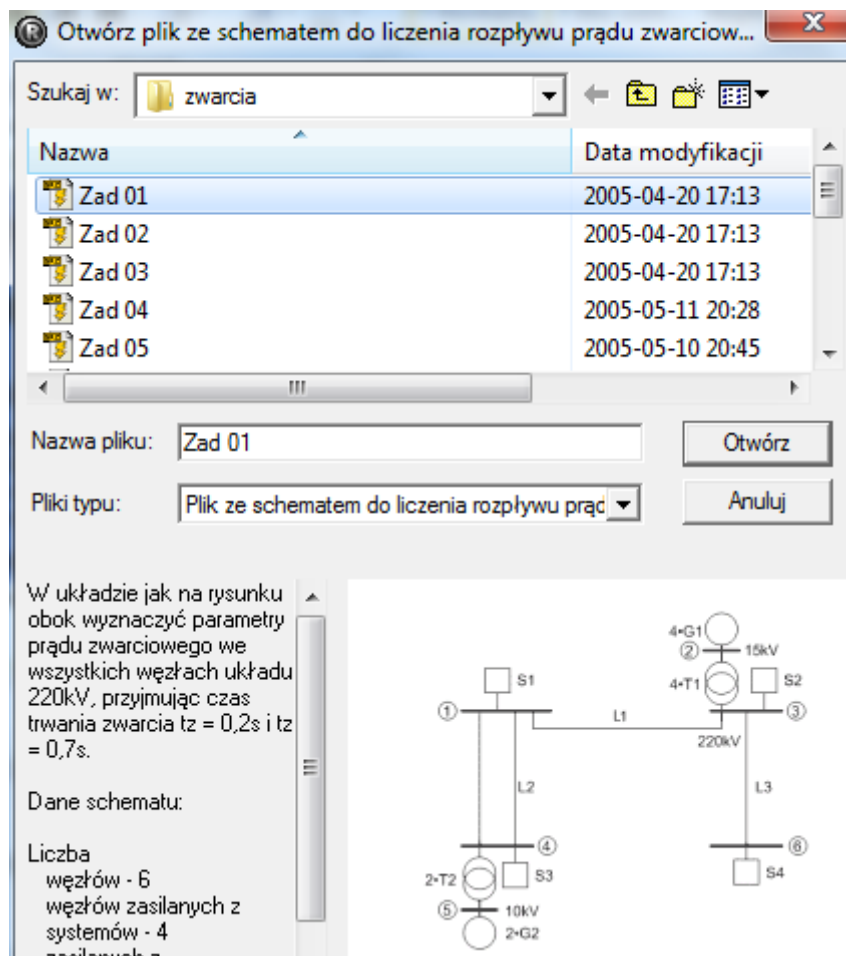 Otwórz plik ze schematem do liczenia rozpływu prądu zwarciow...
Szukaj w: zwarcia
Nazwa Data modyfikacji
Zad 01 2005-04-20 17:13
Zad 02 2005-04-20 17:13
Zad 03 2005-04-20 17:13
Zad 04 2005-05-11 20:28
Zad 05 2005-05-10 20:45
Nazwa pliku: Zad 01 Otwórz
Pliki typu: Plik ze schematem do liczenia rozpływu prąd Anuluj
W układzie jak na rysunku
obok wyznaczyć parametry
prądu zwarciowego we
wszystkich węzłach układu
220kV, przyjmując czas
trwania zwarcia tz = 0,2s i tz
= 0,7s.
Dane schematu:
Liczba
węzłów - 6
węzłów zasilanych z
systemów - 4
zasilanych z
4•G1
2 15kV
S1 4•T1 S2
1 L1 3
220kV
L2 L3
4 6
2•T2 S3 S4
5 10kV
2•G2